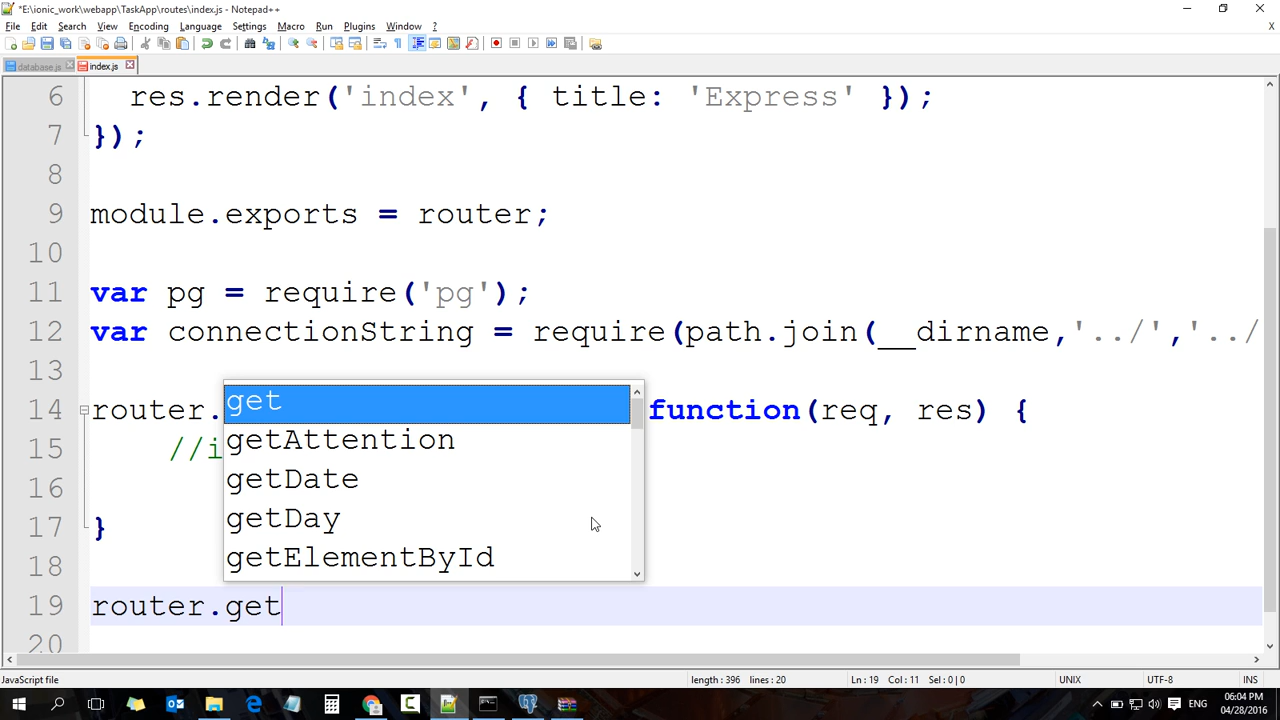 *E:\ionic_work\webapp\TaskApp\routes\index.js - Notepad++
File Edit Search View Encoding Language Settings Macro Run Plugins Window ?
database.js index.js
6 res.render('index', { title: 'Express' });
7 });
8
9 module.exports = router;
10
11 var pg = require('pg');
12 var connectionString = require(path.join(__dirname,'../','../
13
14 router. function(req, res) {
15 //i
16
17 }
18
19 router.get
20
get
getAttention
getDate
getDay
getElementById
JavaScript file length : 396 lines : 20 Ln : 19 Col : 11 Sel : 0 | 0 UNIX UTF-8 INS
ENG 06:04 PM
04/28/2016